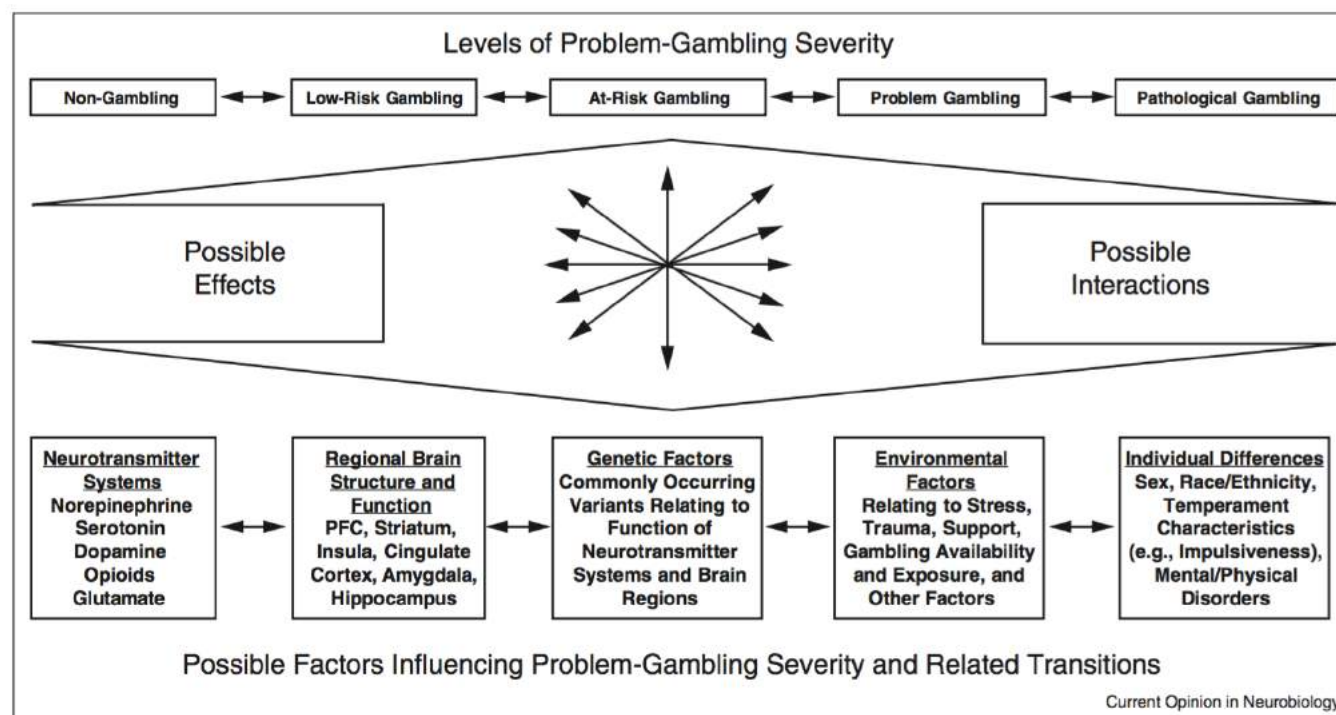 Levels of Problem-Gambling Severity
Non-Gambling
Low-Risk Gambling
At-Risk Gambling
Problem Gambling
Pathological Gambling
Possible
Effects
Possible
Interactions
Neurotransmitter
Systems
Norepinephrine
Serotonin
Dopamine
Opioids
Glutamate
Regional Brain
Structure and
Function
PFC, Striatum,
Insula, Cingulate
Cortex, Amygdala,
Hippocampus
Genetic Factors
Commonly Occurring
Variants Relating to
Function of
Neurotransmitter
Systems and Brain
Regions
Environmental
Factors
Relating to Stress,
Trauma, Support,
Gambling Availability
and Exposure, and
Other Factors
Individual Differences
Sex, Race/Ethnicity,
Temperament
Characteristics
(e.g., Impulsiveness),
Mental/Physical
Disorders
Possible Factors Influencing Problem-Gambling Severity and Related Transitions
Current Opinion in Neurobiology